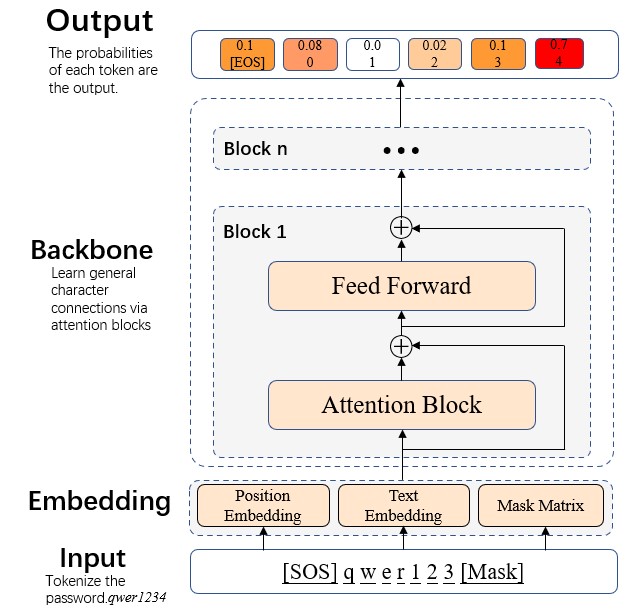 Output
The probabilities
of each token are
the output.
0.1
[EOS]
0.08
0
0.0
1
0.02
2
0.1
3
0.7
4
Block n
•••
Block 1
Backbone
Learn general
character
connections via
attention blocks
Feed Forward
Attention Block
Embedding
Position
Embedding
Text
Embedding
Mask Matrix
Input
Tokenize the
password.qwer1234
[SOS] q w e r 1 2 3 [Mask]